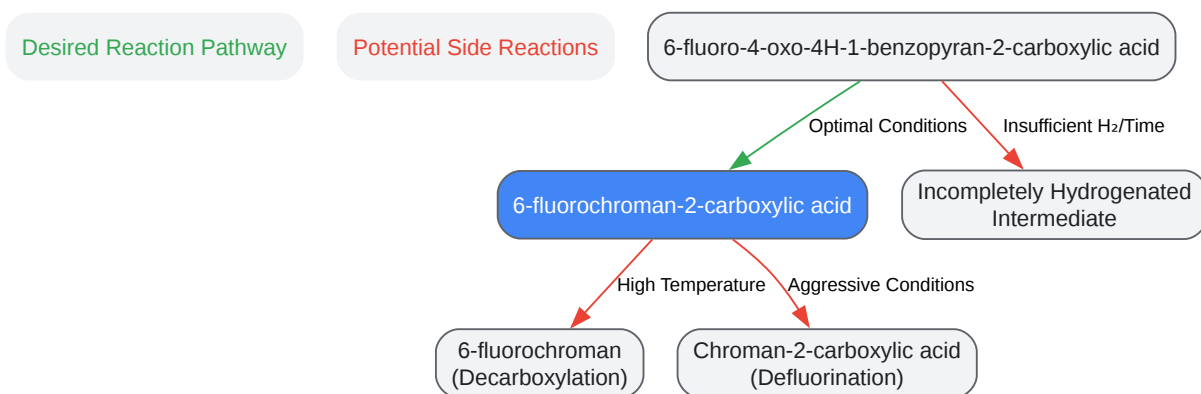 Desired Reaction Pathway
Potential Side Reactions
6-fluoro-4-oxo-4H-1-benzopyran-2-carboxylic acid
Optimal Conditions
Insufficient H₂/Time
6-fluorochroman-2-carboxylic acid
Incompletely Hydrogenated
Intermediate
High Temperature
Aggressive Conditions
6-fluorochroman
(Decarboxylation)
Chroman-2-carboxylic acid
(Defluorination)